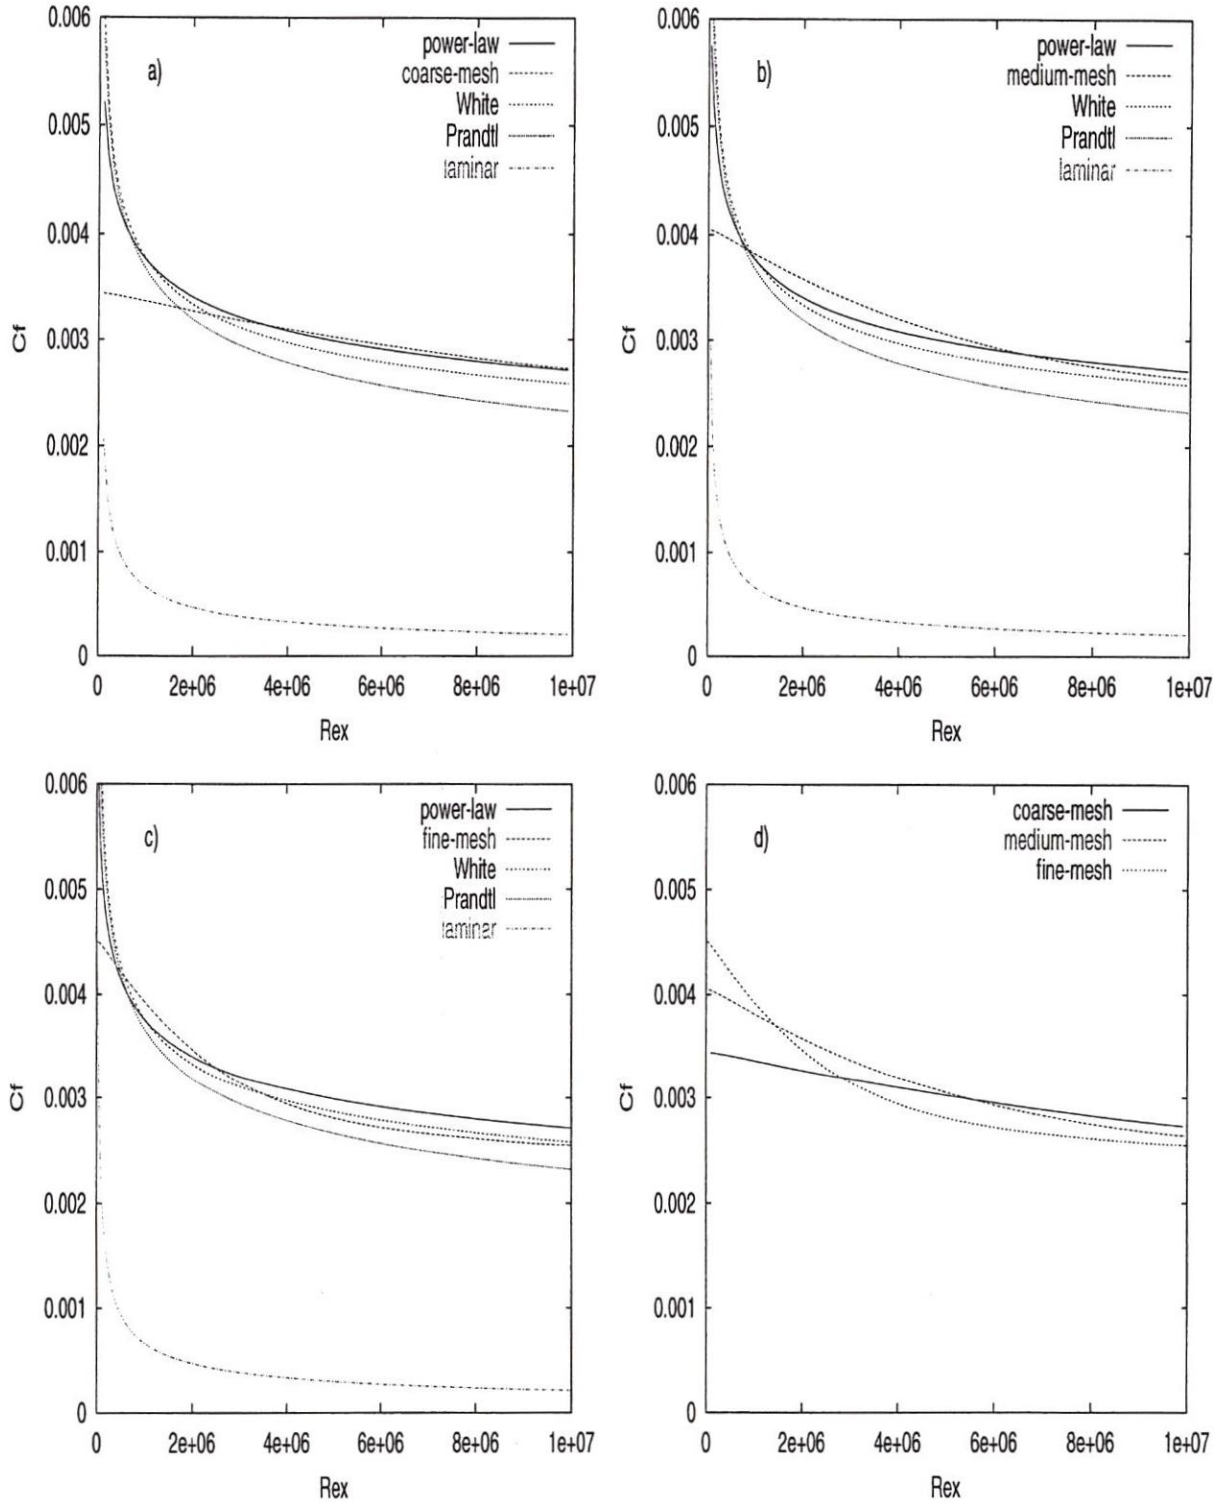 0.006
a)
power-law
coarse-mesh
White
Prandtl
laminar
0.005
0.004
0.003
0.002
0.001
0
Cf
0
2e+06
4e+06
6e+06
8e+06
1e+07
Rex
0.006
b)
power-law
medium-mesh
White
Prandtl
laminar
0.005
0.004
0.003
0.002
0.001
0
Cf
0
2e+06
4e+06
6e+06
8e+06
1e+07
Rex
0.006
c)
power-law
fine-mesh
White
Prandtl
laminar
0.005
0.004
0.003
0.002
0.001
0
Cf
0
2e+06
4e+06
6e+06
8e+06
1e+07
Rex
0.006
d)
coarse-mesh
medium-mesh
fine-mesh
0.005
0.004
0.003
0.002
0.001
0
Cf
0
2e+06
4e+06
6e+06
8e+06
1e+07
Rex